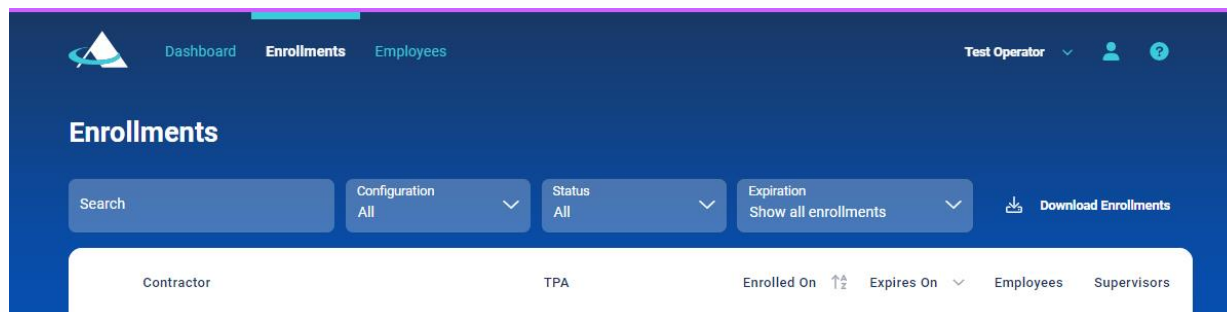 Dashboard Enrollments Employees Test Operator ?
Enrollments
Search Configuration All Status All Expiration Show all enrollments Download Enrollments
Contractor TPA Enrolled On A Z Expires On Employees Supervisors